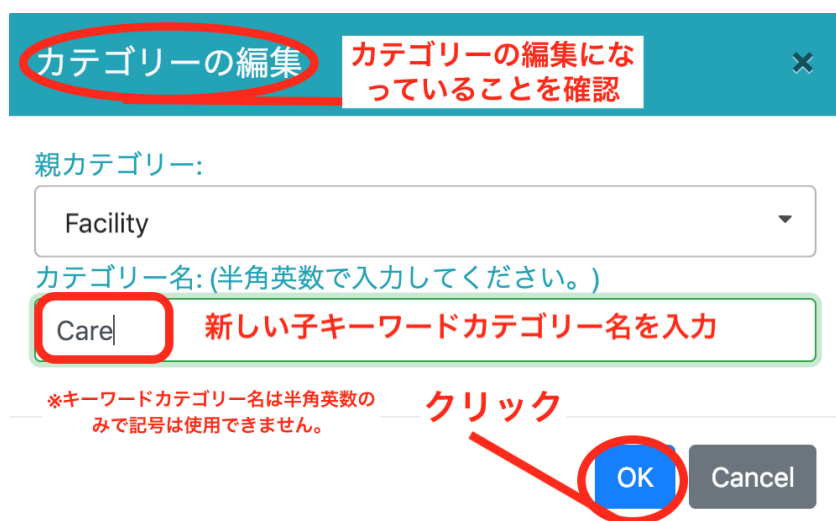 カテゴリーの編集
カテゴリーの編集にな
っていることを確認
×
親カテゴリー:
Facility
カテゴリー名: (半角英数で入力してください。)
Care
新しい子キーワードカテゴリー名を入力
※キーワードカテゴリー名は半角英数の
みで記号は使用できません。
クリック
OK
Cancel